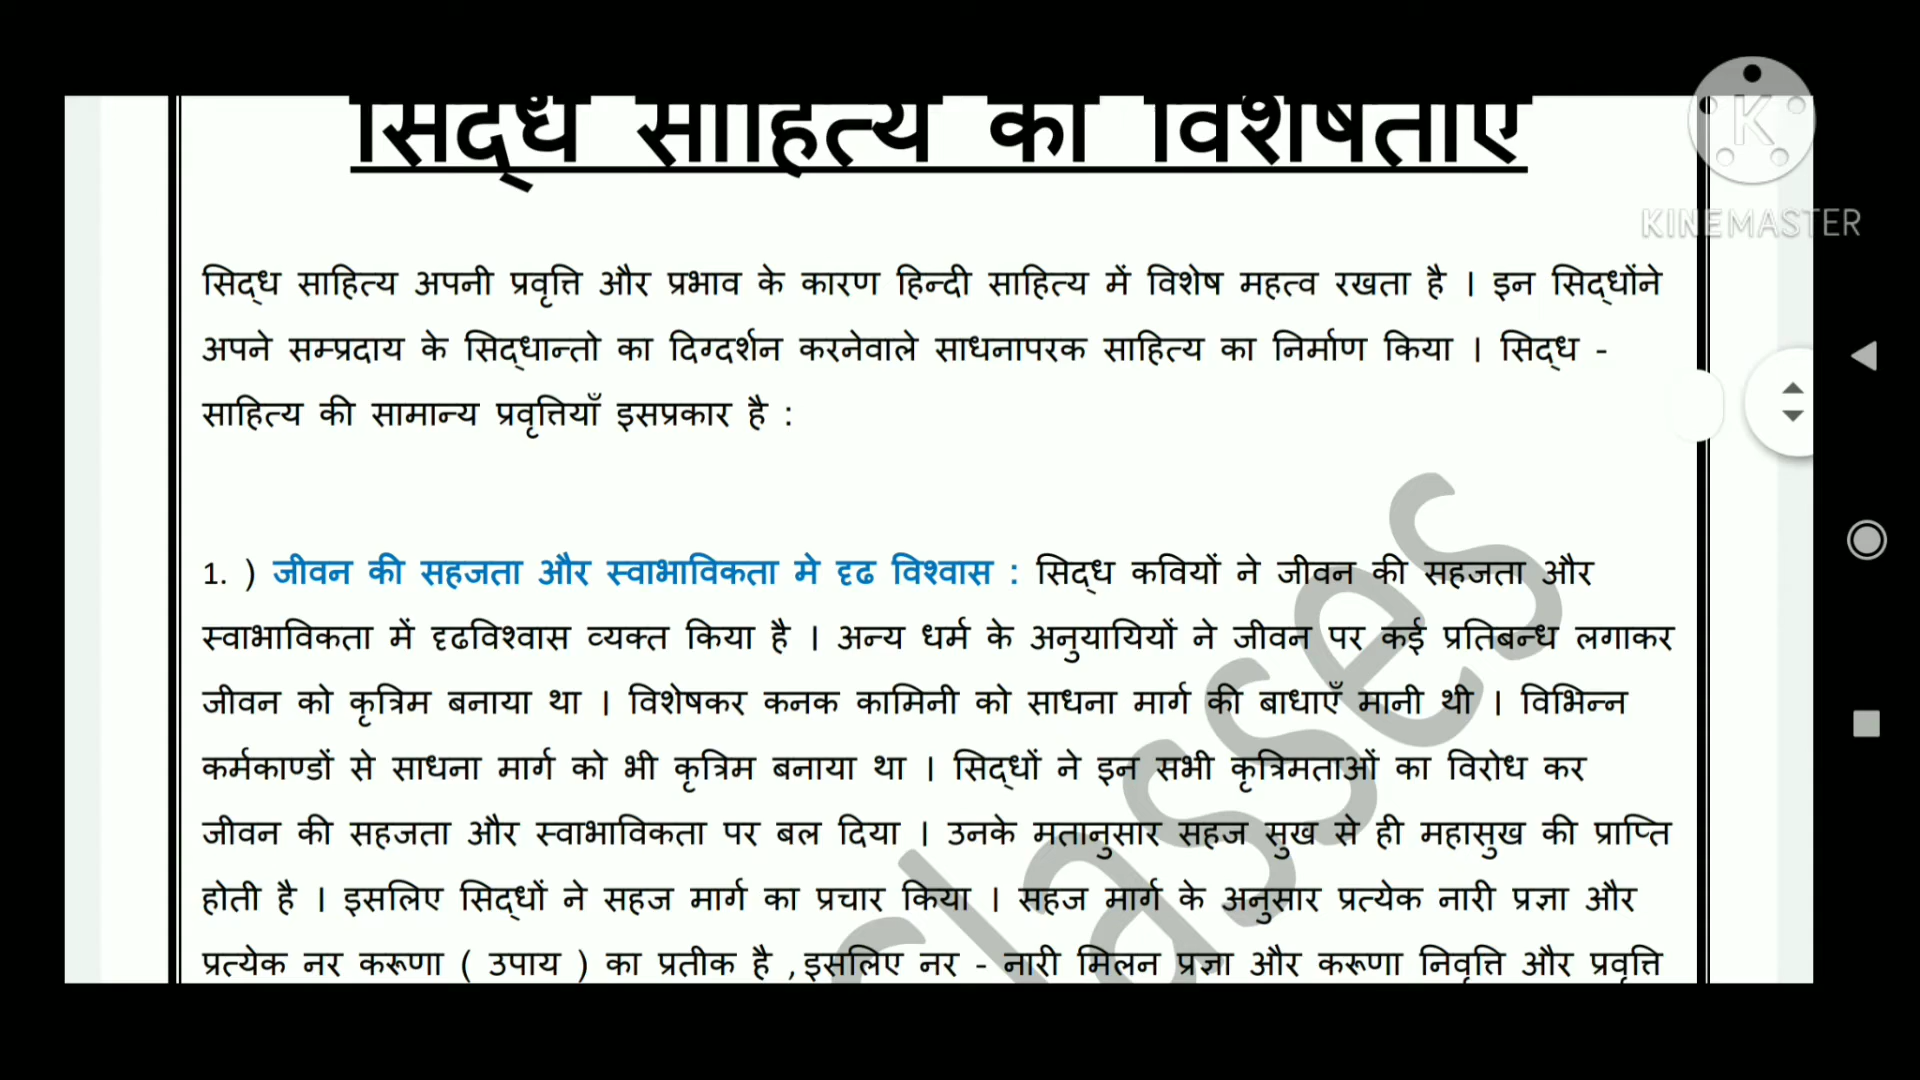 सिद्ध साहित्य की विशेषताएँ
KINEMASTER
सिद्ध साहित्य अपनी प्रवृत्ति और प्रभाव के कारण हिन्दी साहित्य में विशेष महत्व रखता है । इन सिद्धोंने
अपने सम्प्रदाय के सिद्धान्तो का दिग्दर्शन करनेवाले साधनापरक साहित्य का निर्माण किया । सिद्ध -
साहित्य की सामान्य प्रवृत्तियाँ इसप्रकार है :
1. ) जीवन की सहजता और स्वाभाविकता मे दृढ विश्वास : सिद्ध कवियों ने जीवन की सहजता और
स्वाभाविकता में दृढविश्वास व्यक्त किया है । अन्य धर्म के अनुयायियों ने जीवन पर कई प्रतिबन्ध लगाकर
जीवन को कृत्रिम बनाया था । विशेषकर कनक कामिनी को साधना मार्ग की बाधाएँ मानी थी । विभिन्न
कर्मकाण्डों से साधना मार्ग को भी कृत्रिम बनाया था । सिद्धों ने इन सभी कृत्रिमताओं का विरोध कर
जीवन की सहजता और स्वाभाविकता पर बल दिया । उनके मतानुसार सहज सुख से ही महासुख की प्राप्ति
होती है । इसलिए सिद्धों ने सहज मार्ग का प्रचार किया । सहज मार्ग के अनुसार प्रत्येक नारी प्रज्ञा और
प्रत्येक नर करूणा ( उपाय ) का प्रतीक है ,इसलिए नर - नारी मिलन प्रज्ञा और करूणा निवृत्ति और प्रवृत्ति
classes